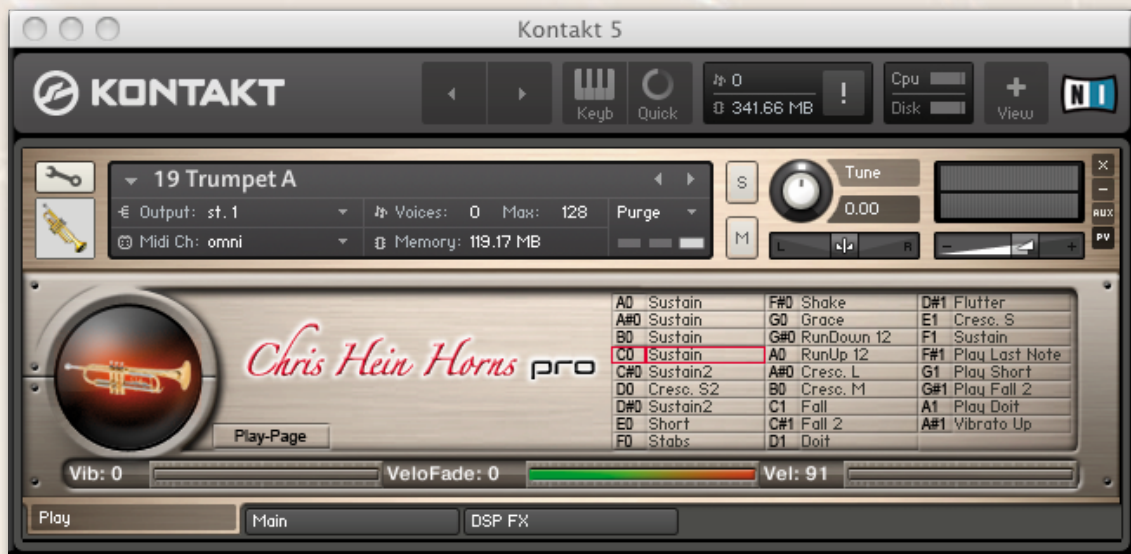 Kontakt 5
KONTAKT
Keyb
Quick
0
341.66 MB
!
Cpu
Disk
View
NI
19 Trumpet A
Output: st. 1
Voices: 0 Max: 128
Purge
Midi Ch: omni
Memory: 119.17 MB
S
M
Tune
0.00
L
R
-
+
X
-
AUX
PV
Chris Hein Horns pro
Play-Page
A0 Sustain
A#0 Sustain
B0 Sustain
C0 Sustain
C#0 Sustain2
D0 Cresc. S2
D#0 Sustain2
E0 Short
F0 Stabs
F#0 Shake
G0 Grace
G#0 RunDown 12
A0 RunUp 12
A#0 Cresc. L
B0 Cresc. M
C1 Fall
C#1 Fall 2
D1 Doit
D#1 Flutter
E1 Cresc. S
F1 Sustain
F#1 Play Last Note
G1 Play Short
G#1 Play Fall 2
A1 Play Doit
A#1 Vibrato Up
Vib: 0
VeloFade: 0
Vel: 91
Play
Main
DSP FX